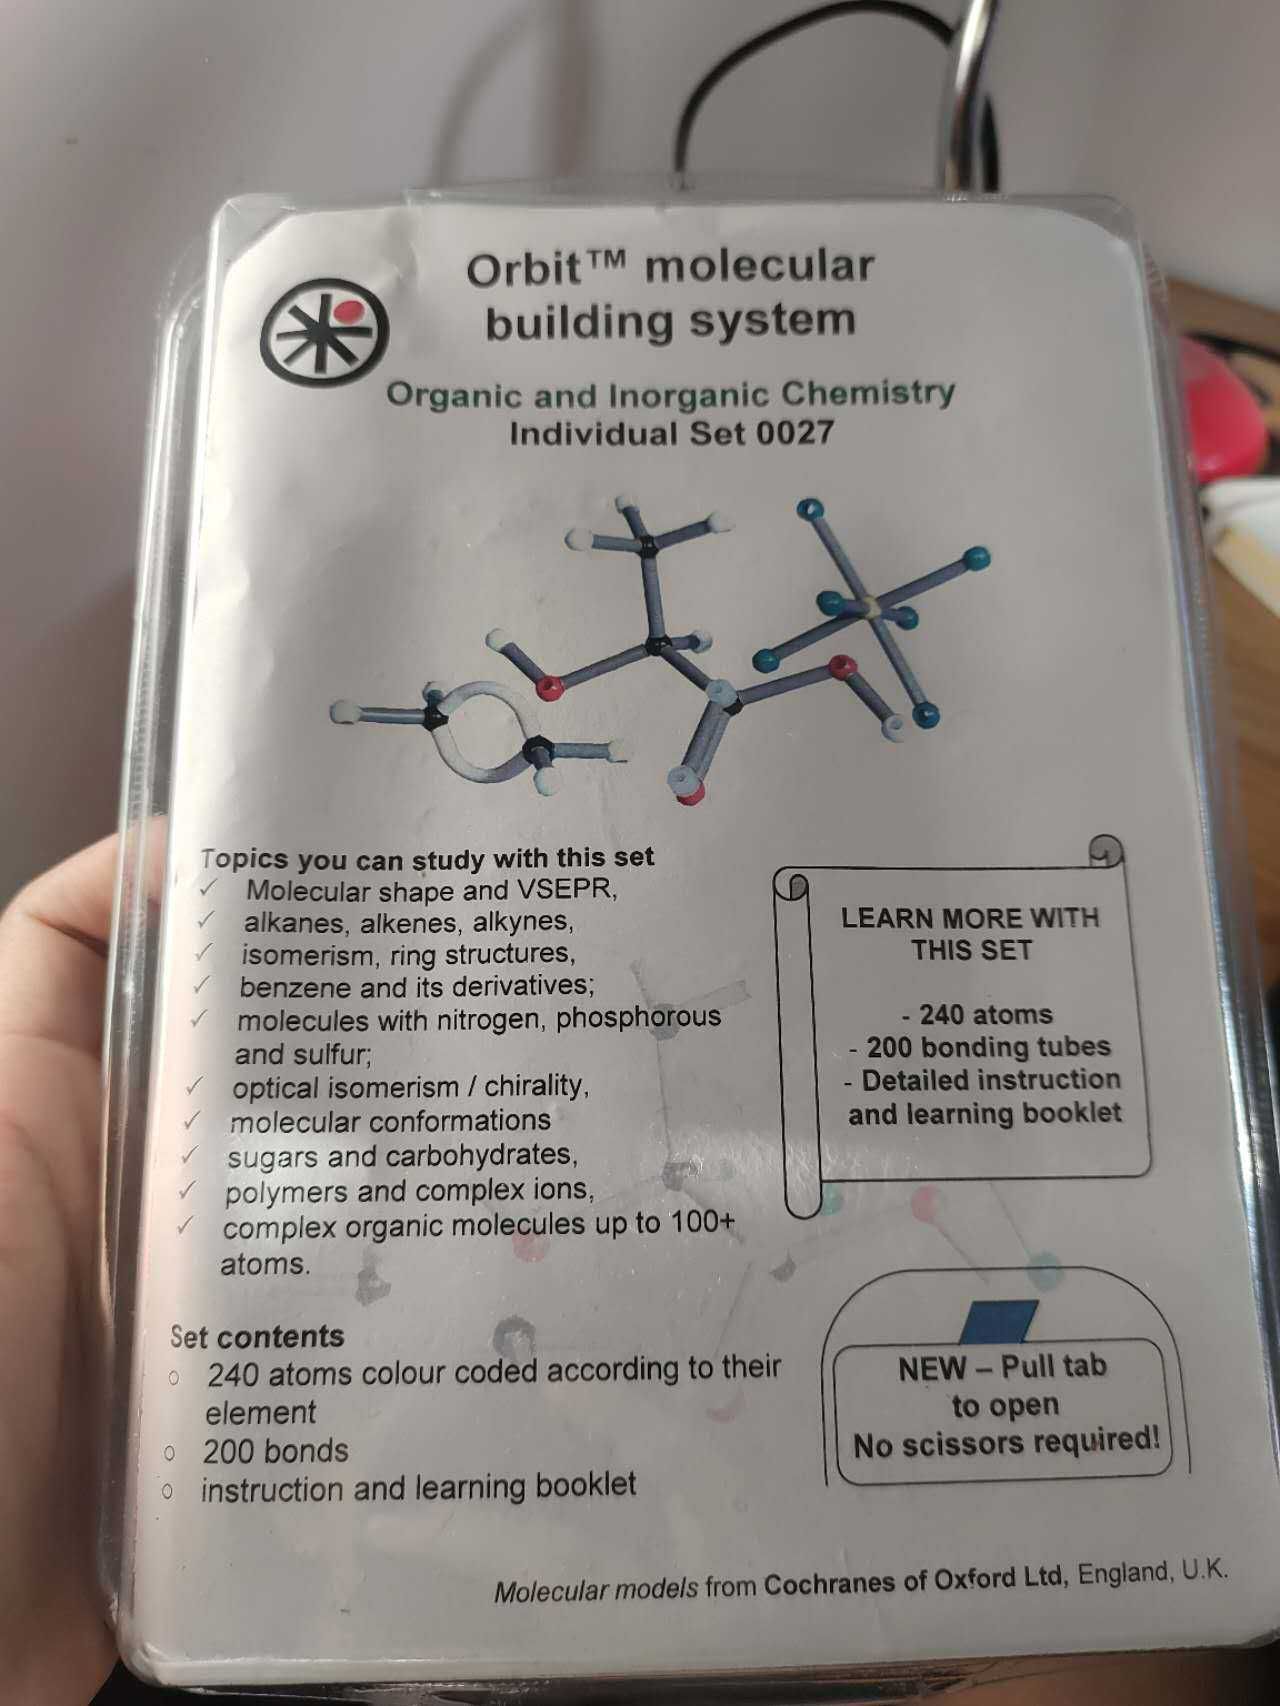 Orbit™ molecular
building system
Organic and Inorganic Chemistry
Individual Set 0027
Topics you can study with this set
✓ Molecular shape and VSEPR,
✓ alkanes, alkenes, alkynes,
✓ isomerism, ring structures,
✓ benzene and its derivatives;
✓ molecules with nitrogen, phosphorous
and sulfur;
✓ optical isomerism / chirality,
✓ molecular conformations
✓ sugars and carbohydrates,
✓ polymers and complex ions,
✓ complex organic molecules up to 100+
atoms.
LEARN MORE WITH
THIS SET
- 240 atoms
- 200 bonding tubes
- Detailed instruction
and learning booklet
Set contents
○ 240 atoms colour coded according to their
element
○ 200 bonds
○ instruction and learning booklet
NEW – Pull tab
to open
No scissors required!
Molecular models from Cochranes of Oxford Ltd, England, U.K.